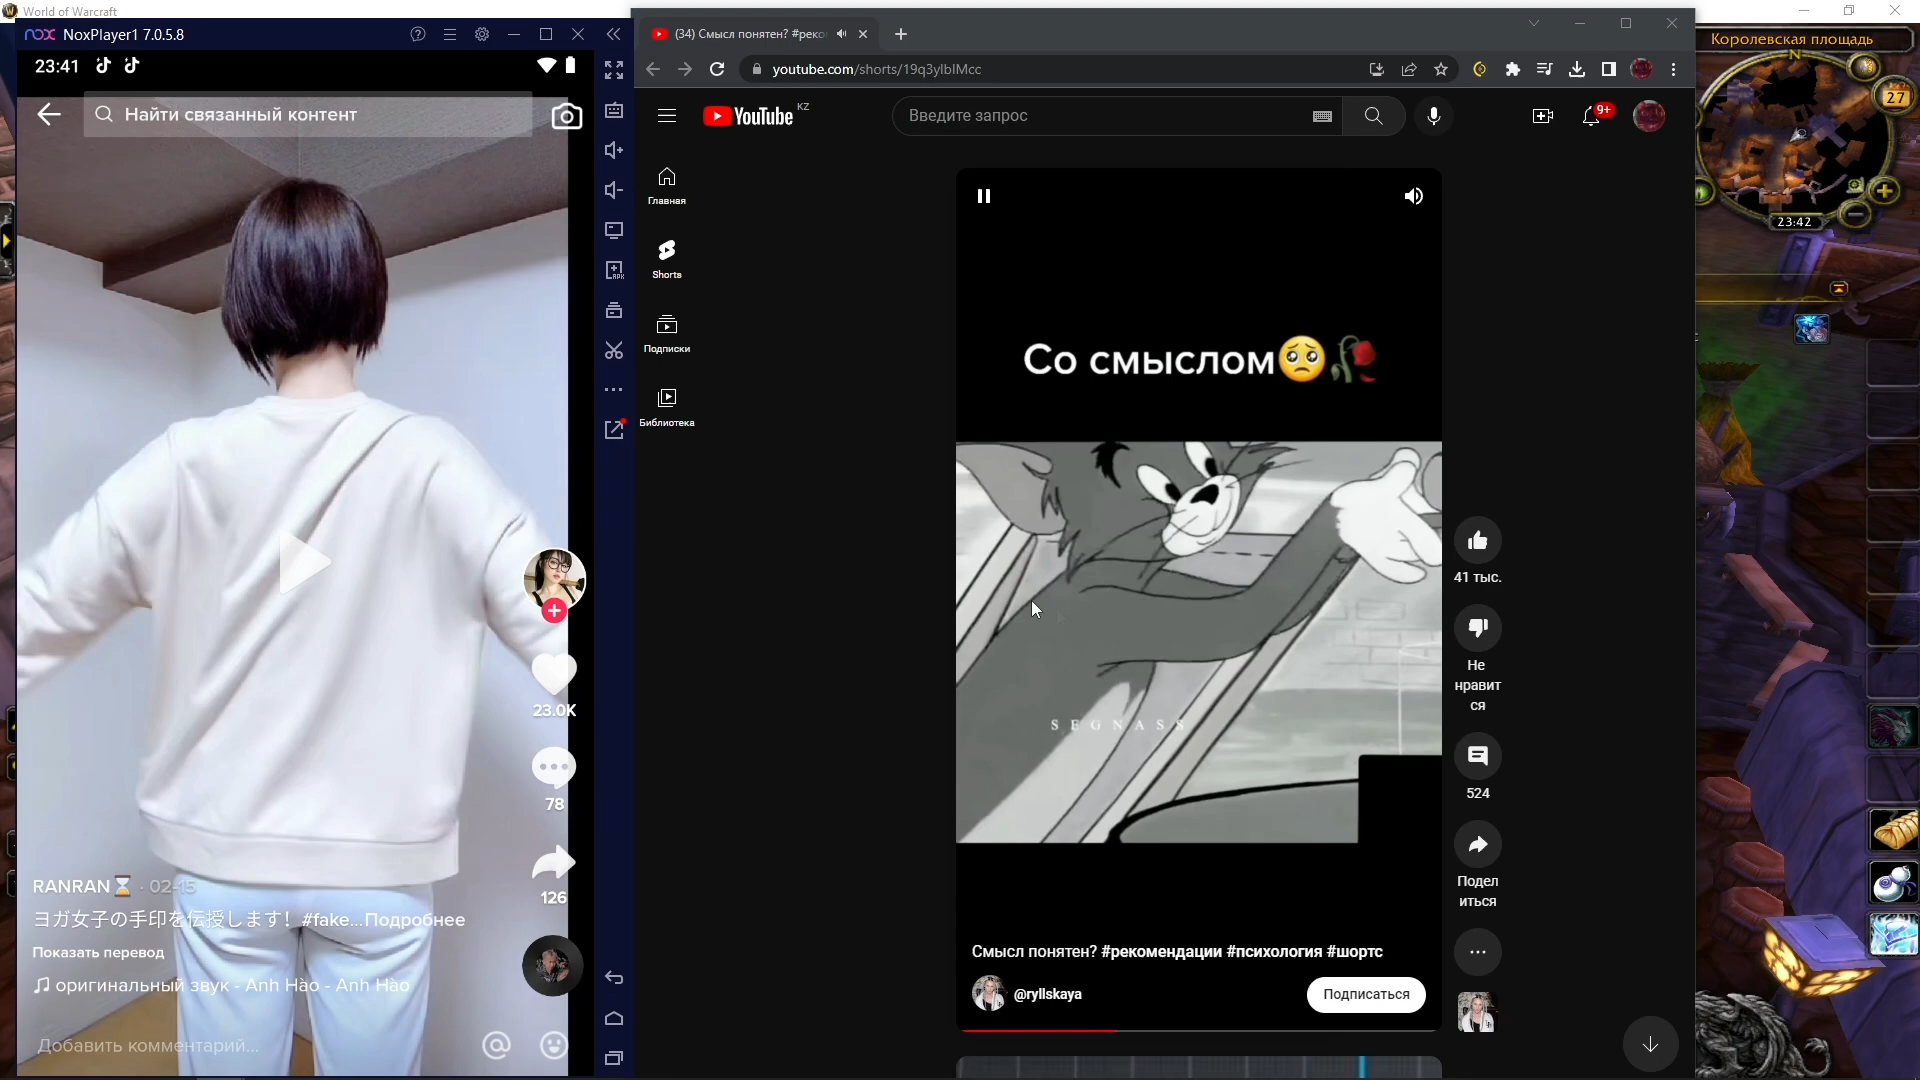 World of Warcraft
nox NoxPlayer1 7.0.5.8
23:41
Найти связанный контент
23.0K
78
126
RANRAN⌛ · 02-15
ヨガ女子の手印を伝授します！#fake...Подробнее
Показать перевод
оригинальный звук - Anh Hào - Anh Hào
Добавить комментарий...
APK
(34) Смысл понятен? #реко
youtube.com/shorts/19q3ylblMcc
YouTube KZ
Введите запрос
9+
Главная
Shorts
Подписки
Библиотека
Со смыслом🥺🥀
SEGNASS
41 тыс.
Не
нравит
ся
524
Подел
иться
Смысл понятен? #рекомендации #психология #шортс
@ryllskaya
Подписаться
Королевская площадь
N
27
23:42